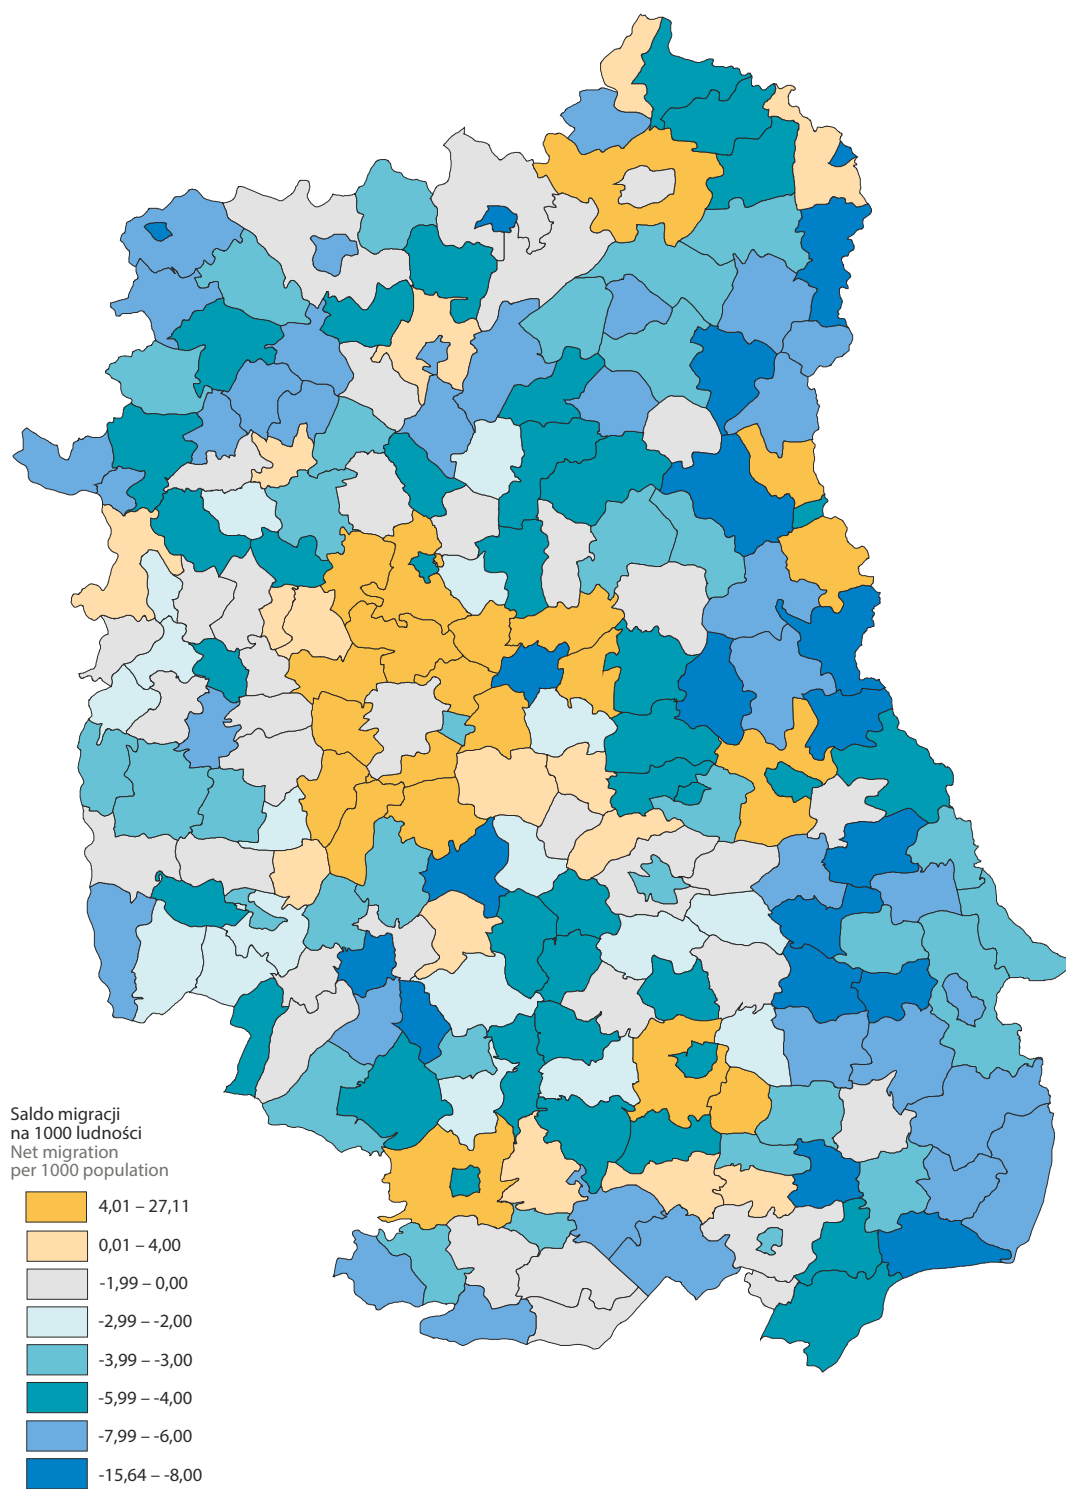 Saldo migracji
na 1000 ludności
Net migration
per 1000 population
4,01 – 27,11
0,01 – 4,00
-1,99 – 0,00
-2,99 – -2,00
-3,99 – -3,00
-5,99 – -4,00
-7,99 – -6,00
-15,64 – -8,00